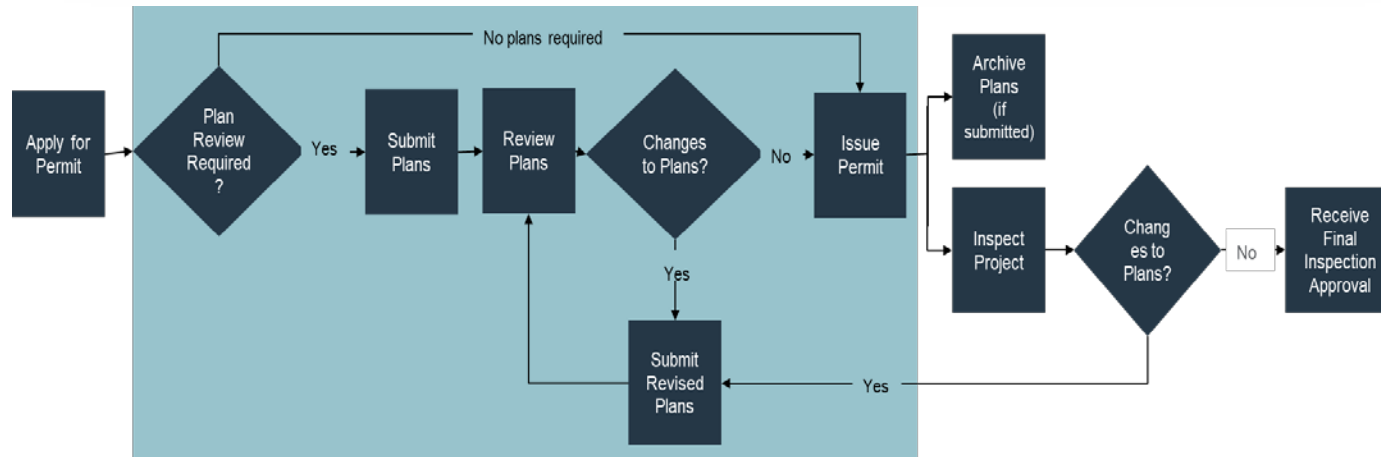 No plans required
Apply for
Permit
Plan
Review
Required
?
Yes
Submit
Plans
Review
Plans
Changes
to Plans?
No
Issue
Permit
Archive
Plans
(if
submitted)
Inspect
Project
Chang
es to
Plans?
No
Receive
Final
Inspection
Approval
Yes
Submit
Revised
Plans
Yes